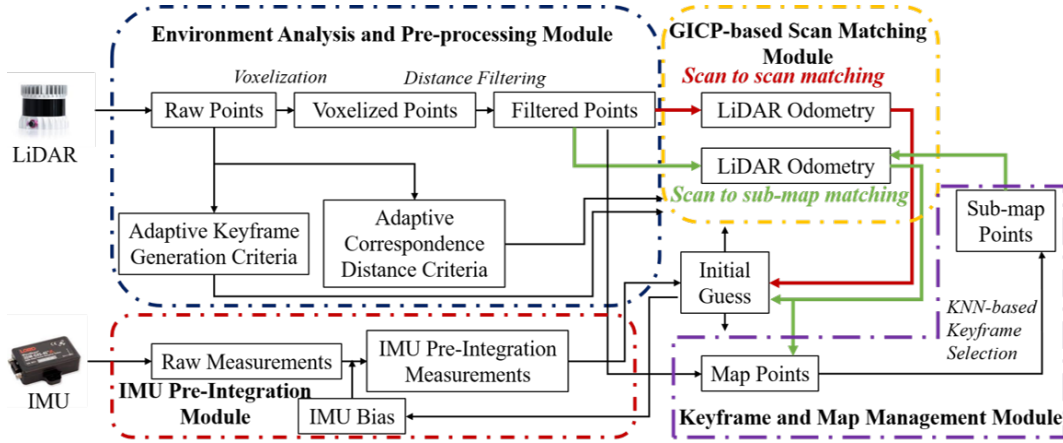 Environment Analysis and Pre-processing Module
GICP-based Scan Matching
Module
Voxelization
Distance Filtering
Scan to scan matching
Raw Points
Voxelized Points
Filtered Points
LiDAR Odometry
LiDAR
LiDAR Odometry
Scan to sub-map matching
Adaptive Keyframe
Generation Criteria
Adaptive
Correspondence
Distance Criteria
Sub-map
Points
Initial
Guess
KNN-based
Keyframe
Selection
Raw Measurements
IMU Pre-Integration
Measurements
Map Points
IMU
IMU Pre-Integration
Module
IMU Bias
Keyframe and Map Management Module